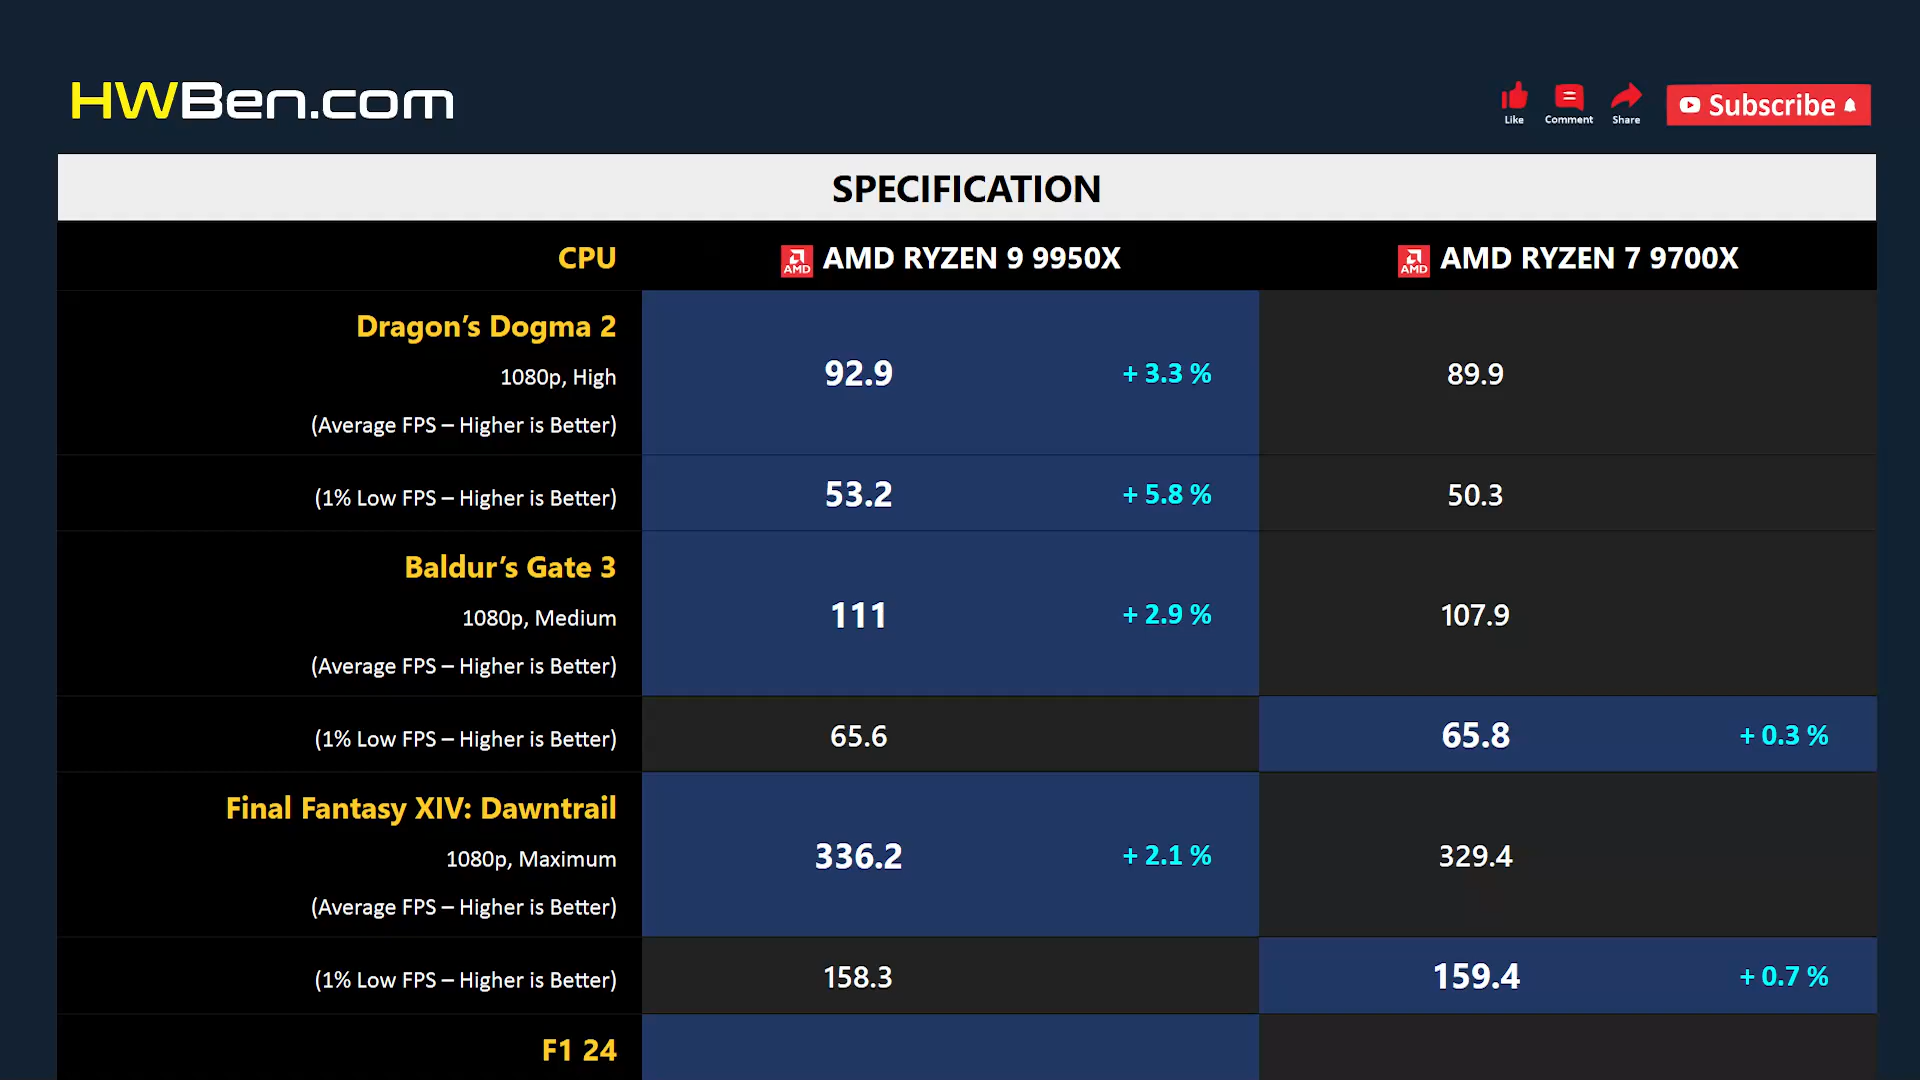 HWBen.com
Like
Comment
Share
Subscribe
SPECIFICATION
CPU
AMD
AMD RYZEN 9 9950X
AMD
AMD RYZEN 7 9700X
Dragon’s Dogma 2
1080p, High
(Average FPS – Higher is Better)
92.9
+ 3.3 %
89.9
(1% Low FPS – Higher is Better)
53.2
+ 5.8 %
50.3
Baldur’s Gate 3
1080p, Medium
(Average FPS – Higher is Better)
111
+ 2.9 %
107.9
(1% Low FPS – Higher is Better)
65.6
65.8
+ 0.3 %
Final Fantasy XIV: Dawntrail
1080p, Maximum
(Average FPS – Higher is Better)
336.2
+ 2.1 %
329.4
(1% Low FPS – Higher is Better)
158.3
159.4
+ 0.7 %
F1 24